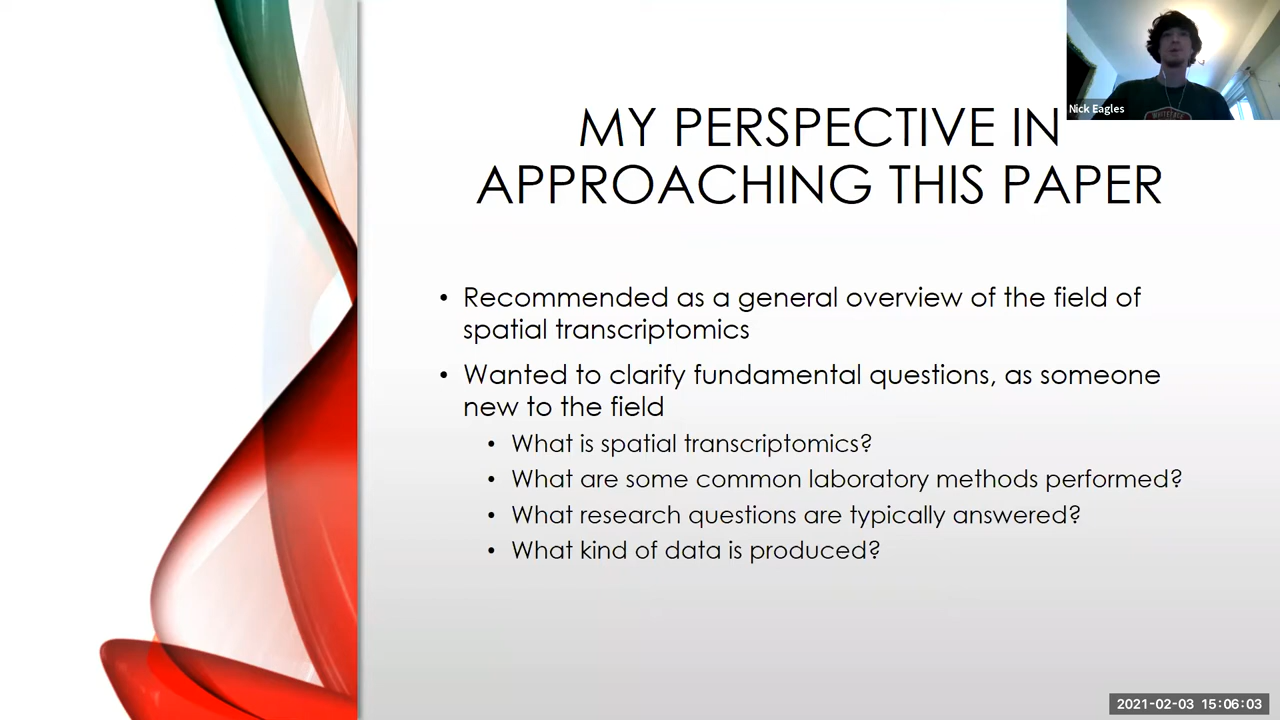 Nick Eagles
MY PERSPECTIVE IN
APPROACHING THIS PAPER
• Recommended as a general overview of the field of
spatial transcriptomics
• Wanted to clarify fundamental questions, as someone
new to the field
• What is spatial transcriptomics?
• What are some common laboratory methods performed?
• What research questions are typically answered?
• What kind of data is produced?
2021-02-03 15:06:03